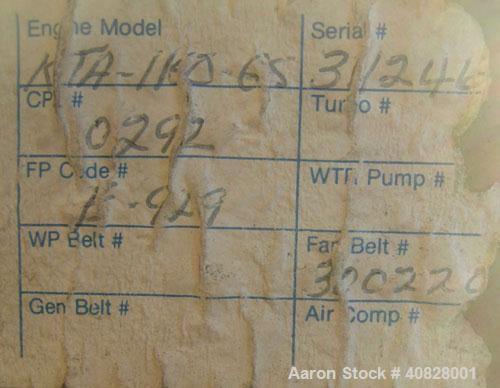 Engine Model Serial #
KTA-1150-GS 311246
CPL # Turbo #
0292
FP Code # WTR Pump #
-929
WP Belt # Fan Belt #
300220
Gen Belt # Air Comp #
Aaron Stock # 40828001